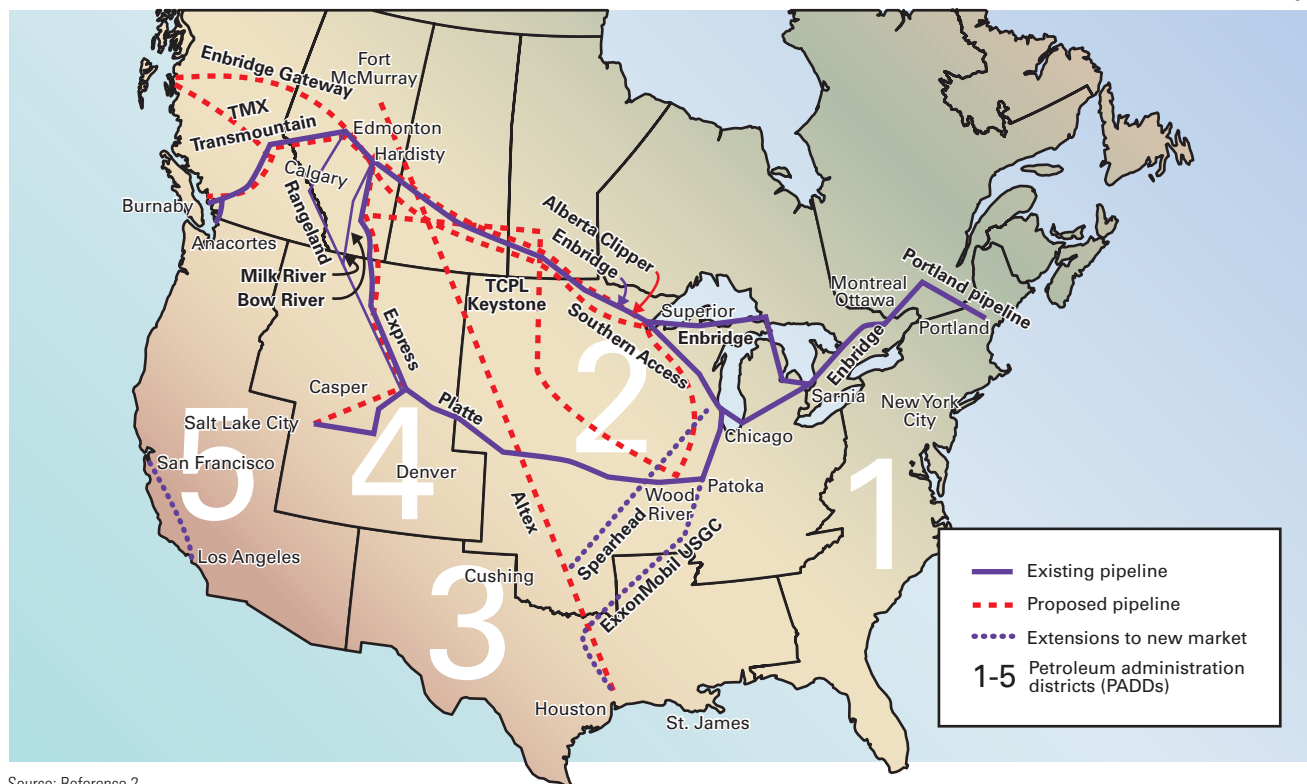 Enbridge Gateway
Fort
McMurray
TMX
Transmountain
Edmonton
Hardisty
Calgary
Rangeland
Burnaby
Anacortes
Milk River
Bow River
Express
TCPL
Keystone
Alberta Clipper
Enbridge
Southern Access
Superior
Enbridge
Montreal
Ottawa
Portland pipeline
Portland
Enbridge
Sarnia
New York
City
Chicago
Casper
Salt Lake City
Platte
2
5
4
1
San Francisco
Denver
Los Angeles
Altex
Wood
River
Patoka
Spearhead
ExxonMobil USGC
Cushing
3
Houston
St. James
Existing pipeline
Proposed pipeline
Extensions to new market
1-5 Petroleum administration
districts (PADDs)
Source: Reference 2